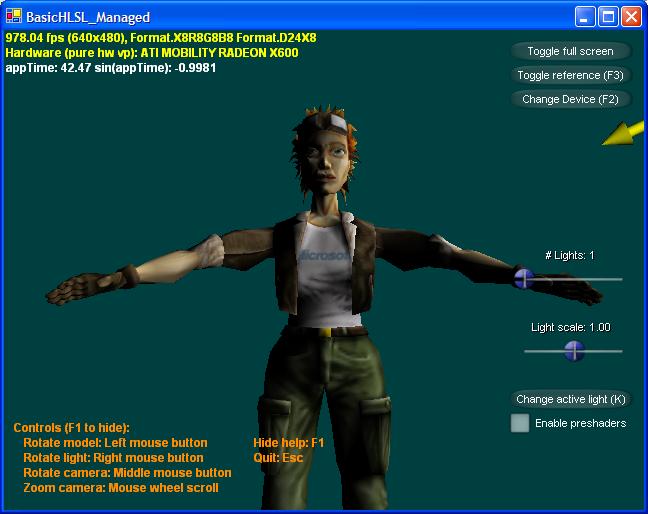 BasicHLSL_Managed
978.04 fps (640x480), Format.X8R8G8B8 Format.D24X8
Hardware (pure hw vp): ATI MOBILITY RADEON X600
appTime: 42.47 sin(appTime): -0.9981
Toggle full screen
Toggle reference (F3)
Change Device (F2)
Microsoft
# Lights: 1
Light scale: 1.00
Change active light (K)
Enable preshaders
Controls (F1 to hide):
Rotate model: Left mouse button
Rotate light: Right mouse button
Rotate camera: Middle mouse button
Zoom camera: Mouse wheel scroll
Hide help: F1
Quit: Esc